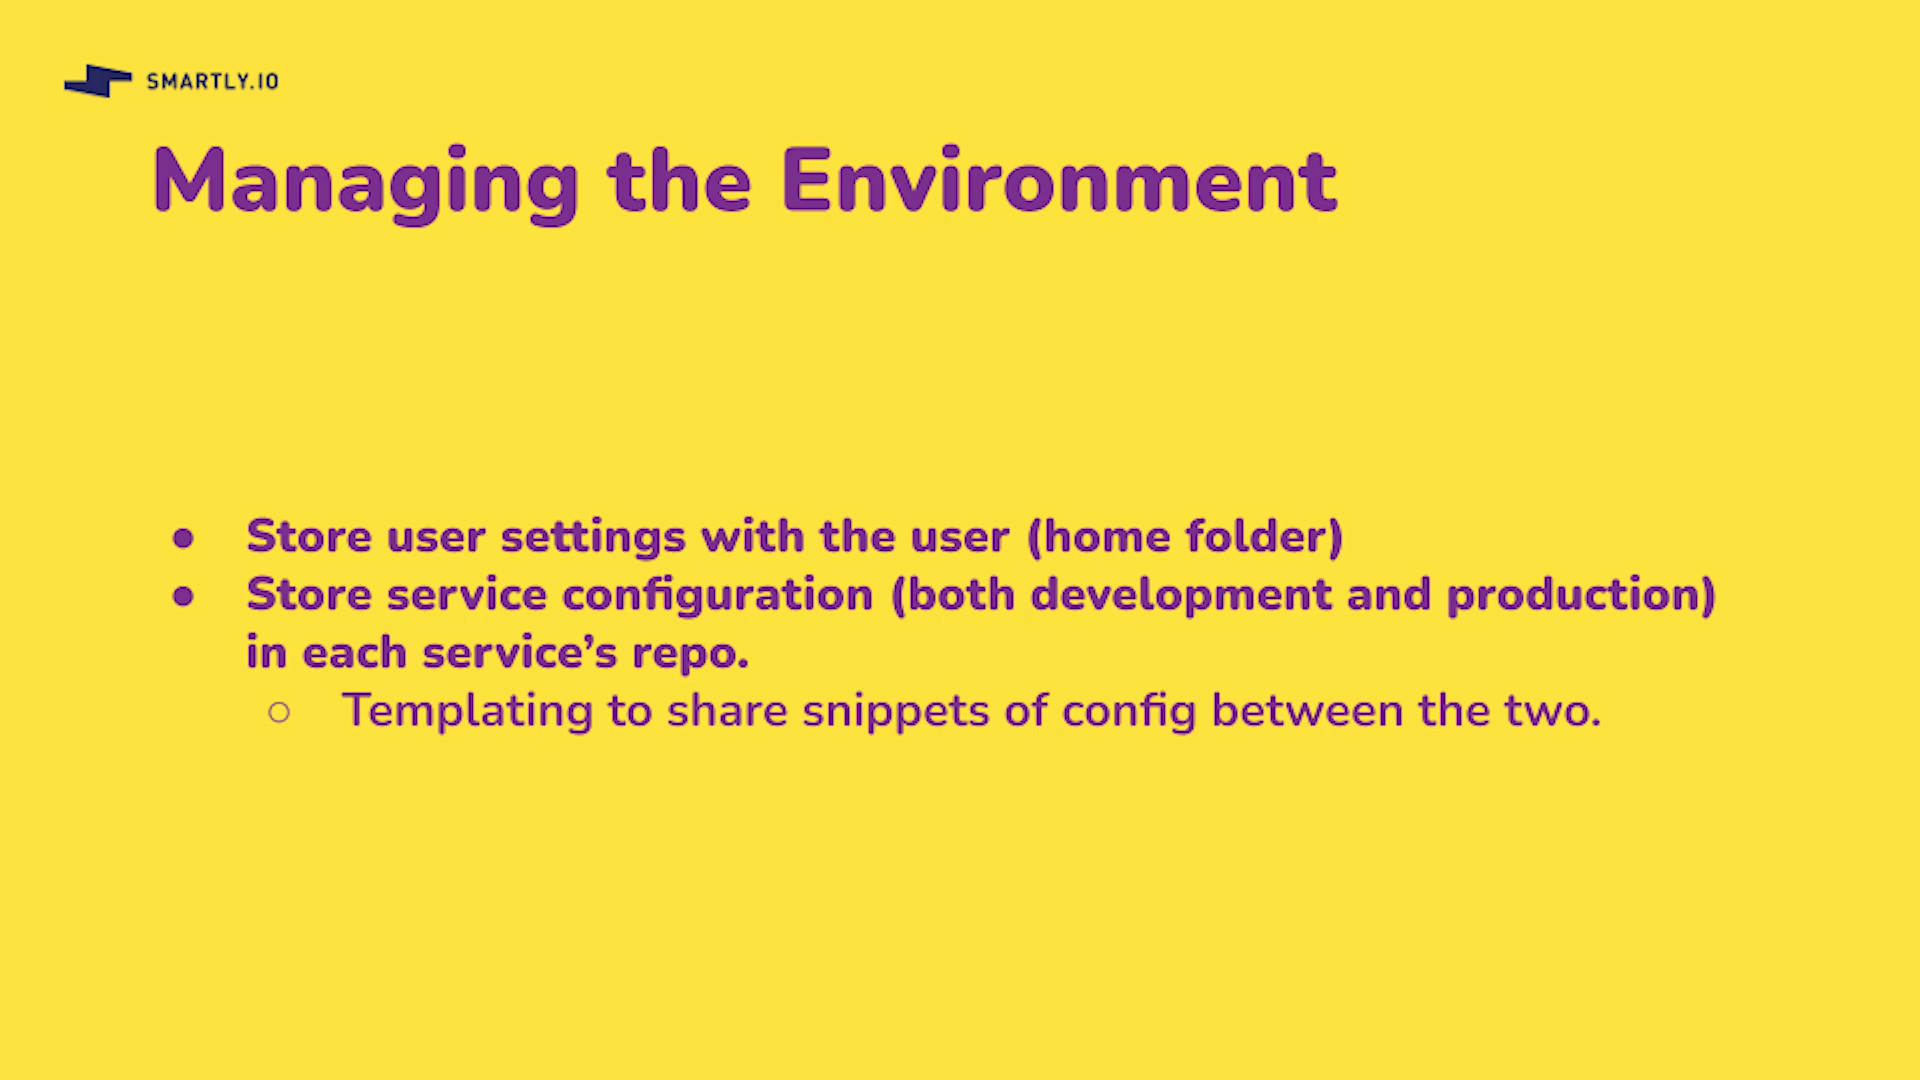 SMARTLY.IO
Managing the Environment
● Store user settings with the user (home folder)
● Store service configuration (both development and production)
in each service’s repo.
○ Templating to share snippets of config between the two.